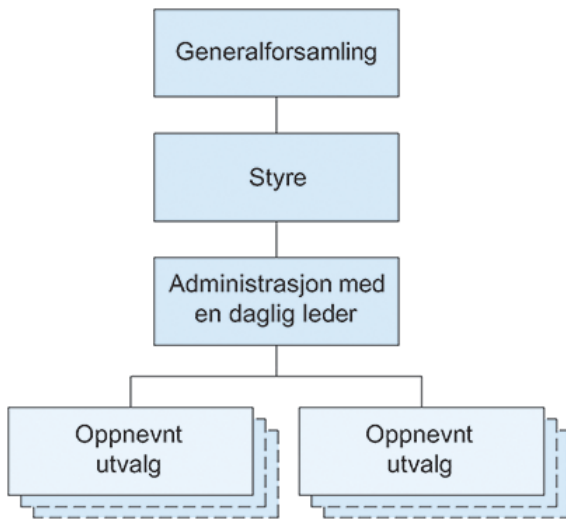 Generalforsamling
Styre
Administrasjon med
en daglig leder
Oppnevnt
utvalg
Oppnevnt
utvalg